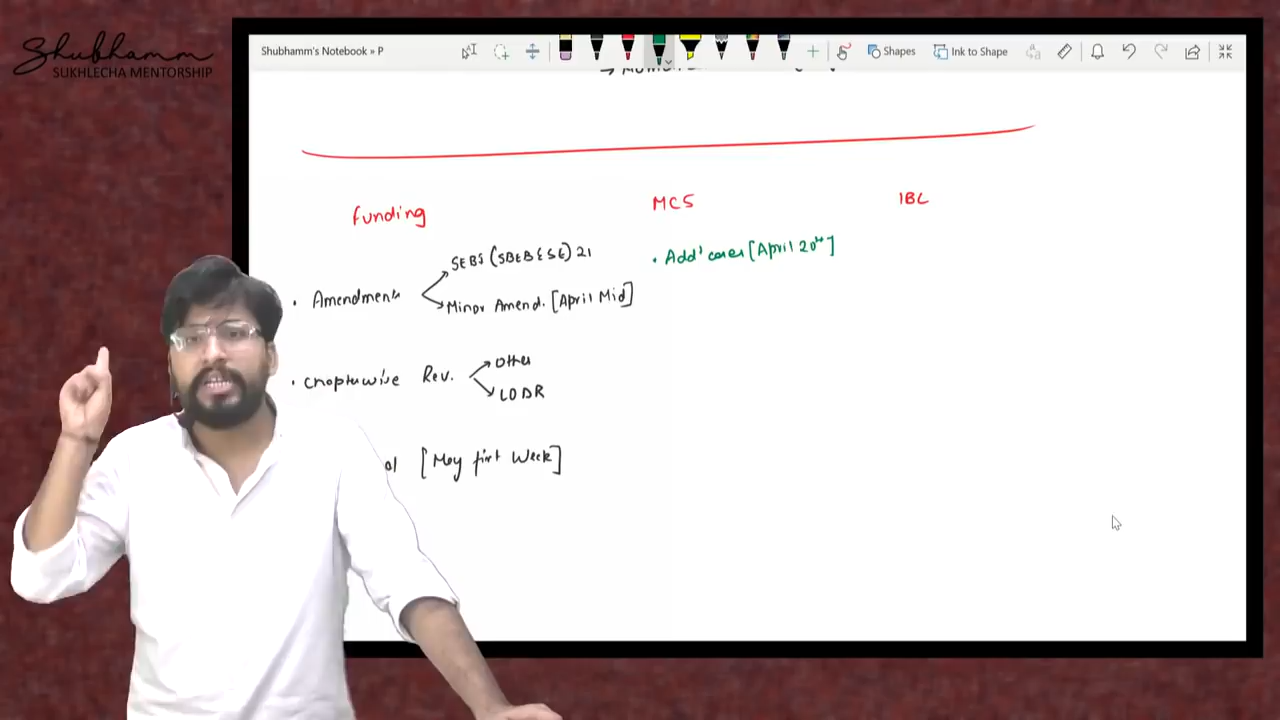 Shubhamm
SUKHLECHA MENTORSHIP
Shubhamm's Notebook » P
Shapes
Ink to Shape
Funding
MCS
IBC
SEBI (SBEB & SE) 21
• Add' cases [April 20th]
• Amendments
Minor Amend. [April Mid]
• Chapterwise Rev.
Other
LODR
[May first Week]